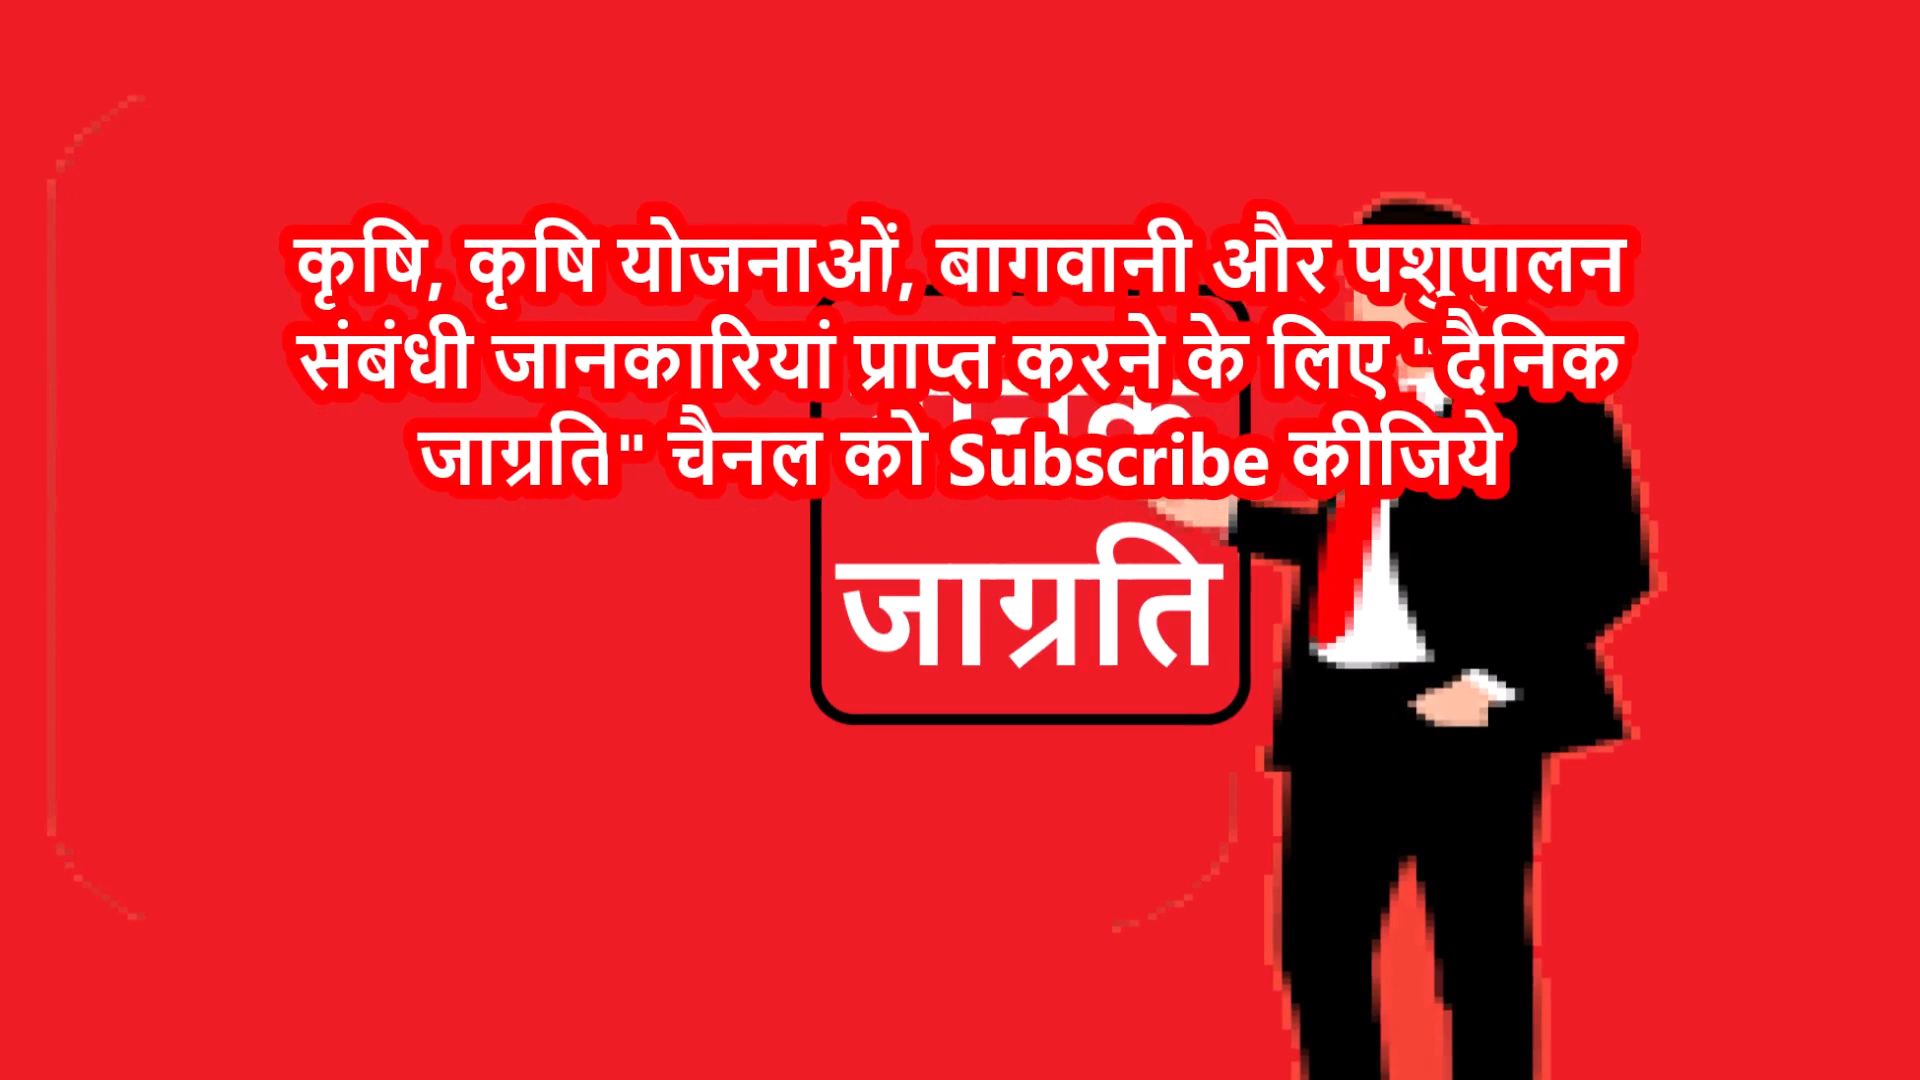 कृषि, कृषि योजनाओं, बागवानी और पशुपालन
संबंधी जानकारियां प्राप्त करने के लिए "दैनिक
जाग्रति" चैनल को Subscribe कीजिये
जाग्रति